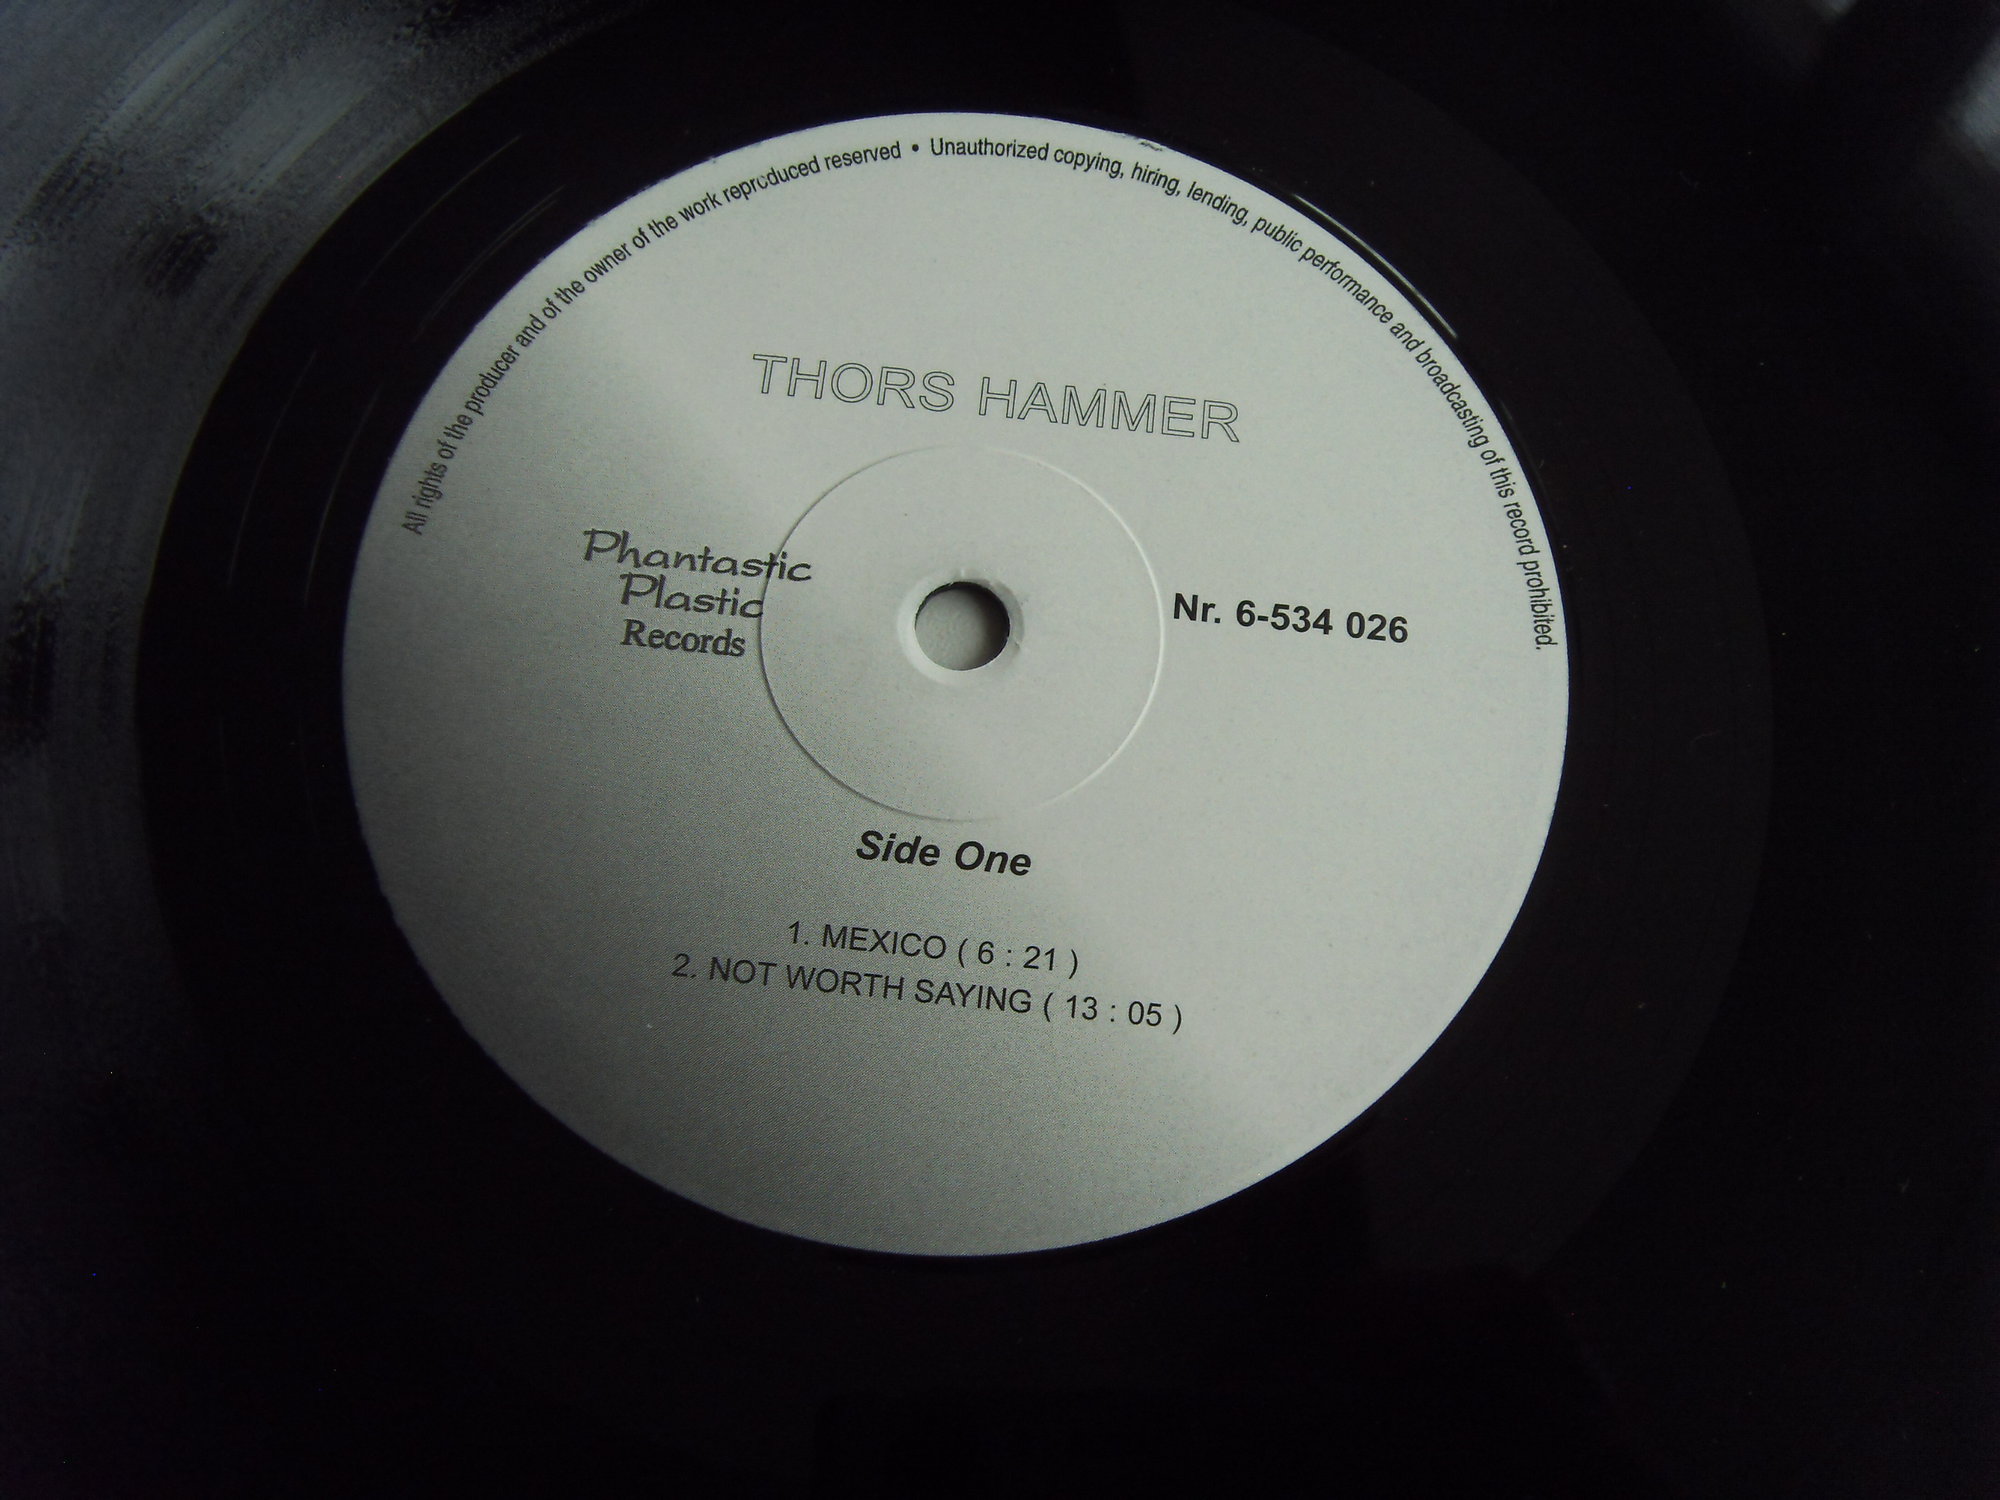 All rights of the producer and of the owner of the work reproduced reserved • Unauthorized copying, hiring, lending, public performance and broadcasting of this record prohibited.
THORS HAMMER
Phantastic
Plastic
Records
Nr. 6-534 026
Side One
1. MEXICO ( 6 : 21 )
2. NOT WORTH SAYING ( 13 : 05 )